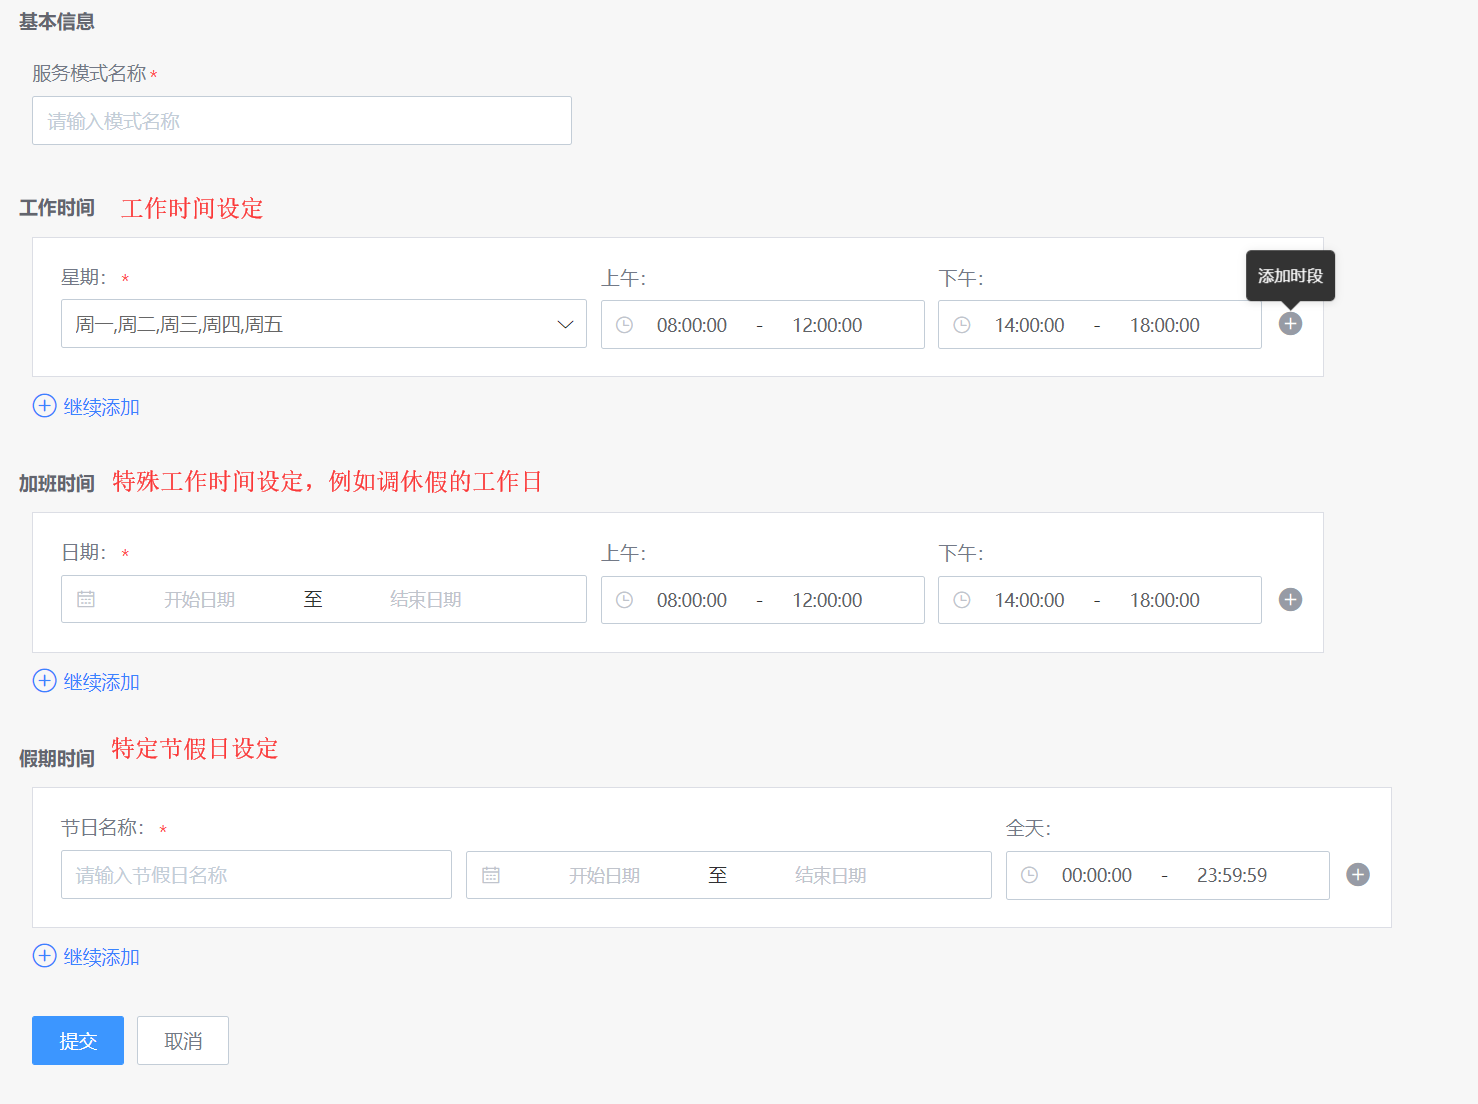 基本信息
服务模式名称*
请输入模式名称
工作时间 工作时间设定
星期: * 上午: 下午: 添加时段
周一,周二,周三,周四,周五 08:00:00 - 12:00:00 14:00:00 - 18:00:00
继续添加
加班时间 特殊工作时间设定，例如调休假的工作日
日期: * 上午: 下午:
开始日期 至 结束日期 08:00:00 - 12:00:00 14:00:00 - 18:00:00
继续添加
假期时间 特定节假日设定
节日名称: * 全天:
请输入节假日名称 开始日期 至 结束日期 00:00:00 - 23:59:59
继续添加
提交 取消